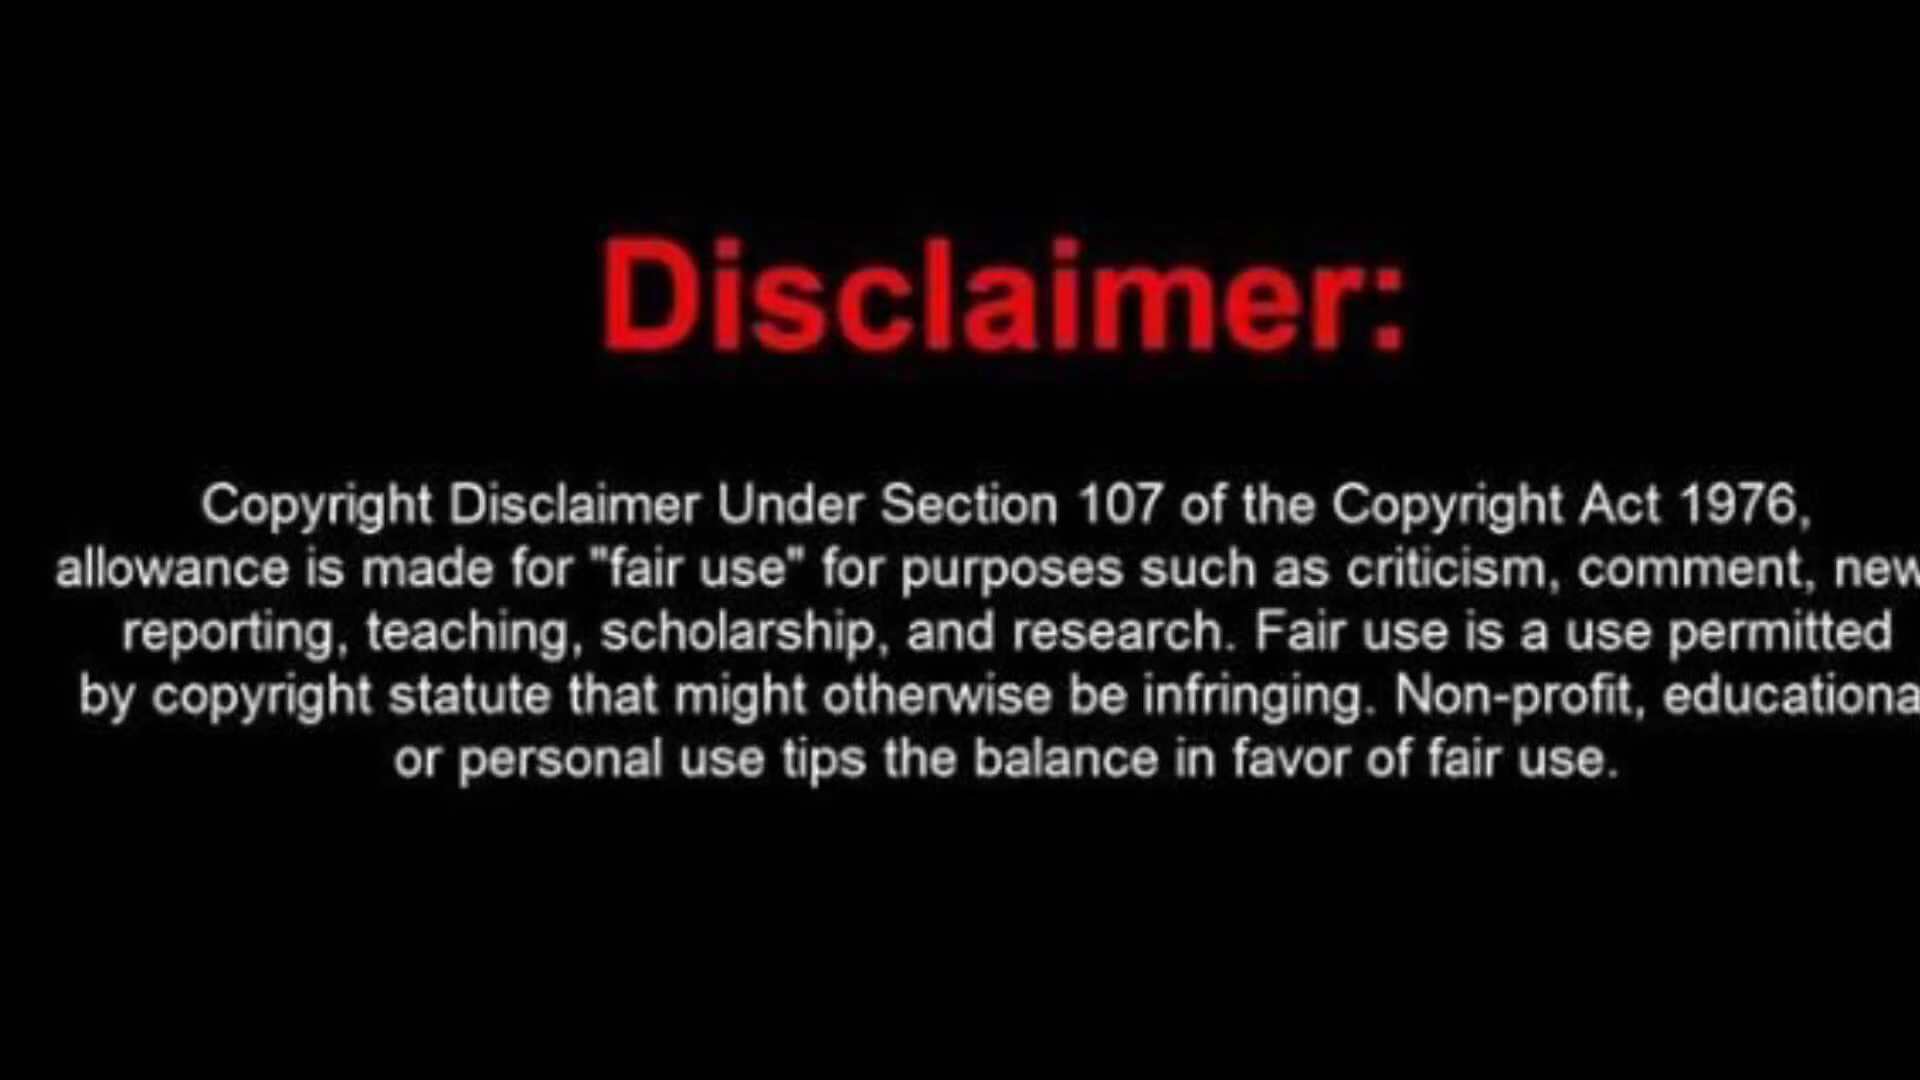 Disclaimer:
Copyright Disclaimer Under Section 107 of the Copyright Act 1976,
allowance is made for "fair use" for purposes such as criticism, comment, new
reporting, teaching, scholarship, and research. Fair use is a use permitted
by copyright statute that might otherwise be infringing. Non-profit, educationa
or personal use tips the balance in favor of fair use.